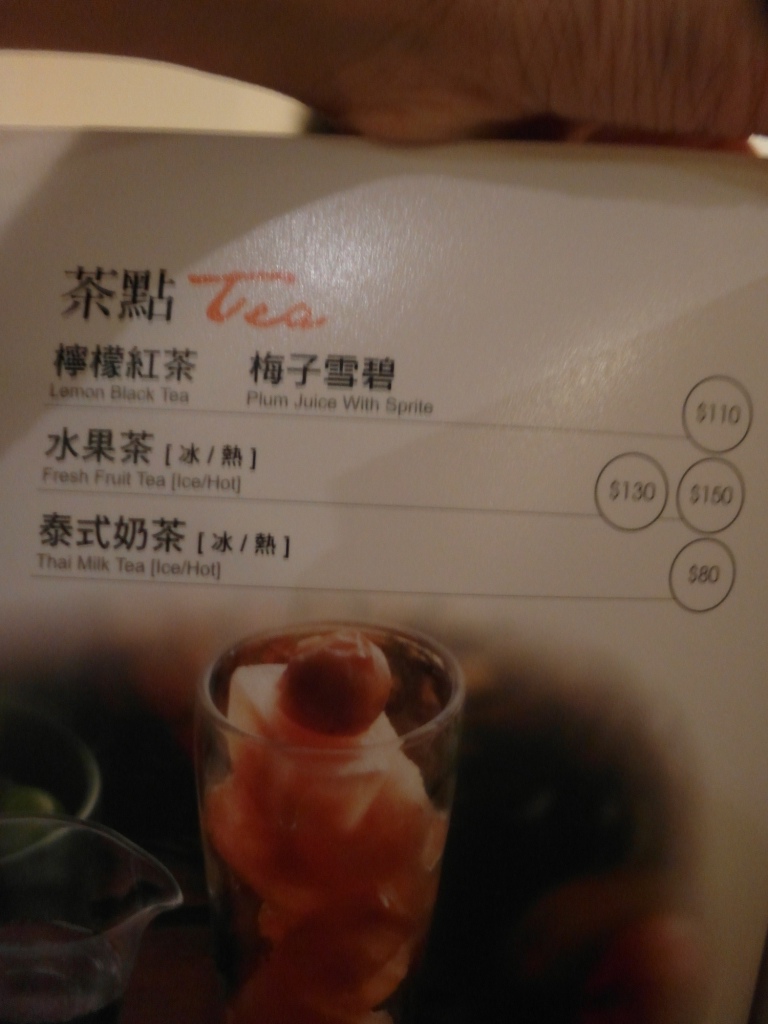 茶點 Tea
檸檬紅茶 梅子雪碧
Lemon Black Tea Plum Juice With Sprite $110
水果茶 [ 冰 / 熱 ]
Fresh Fruit Tea [Ice/Hot] $130 $150
泰式奶茶 [ 冰 / 熱 ]
Thai Milk Tea [Ice/Hot] $80